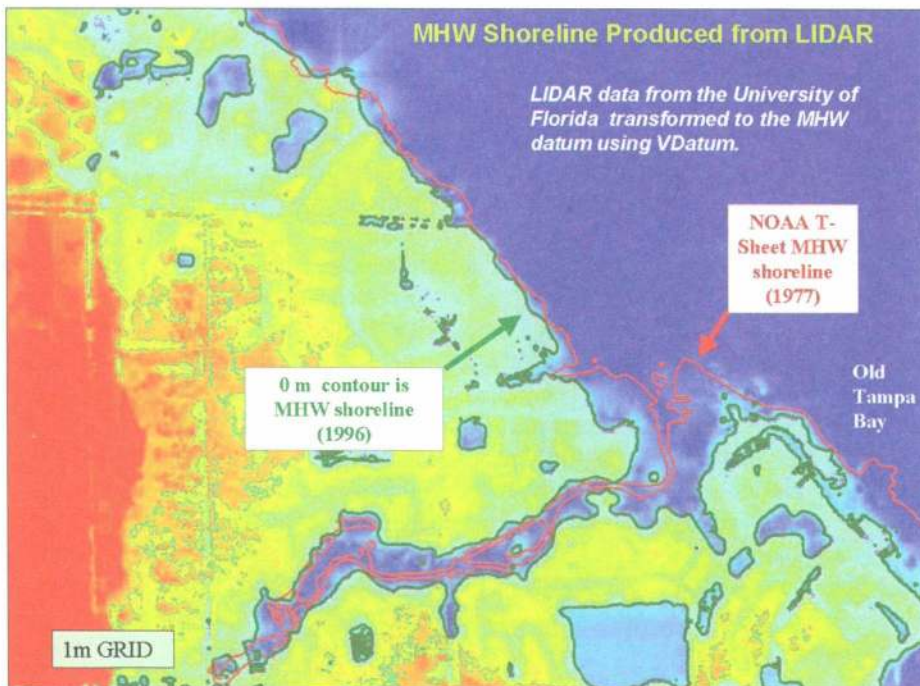 MHW Shoreline Produced from LIDAR
LIDAR data from the University of
Florida transformed to the MHW
datum using VDatum.
NOAA T-
Sheet MHW
shoreline
(1977)
0 m contour is
MHW shoreline
(1996)
Old
Tampa
Bay
1m GRID